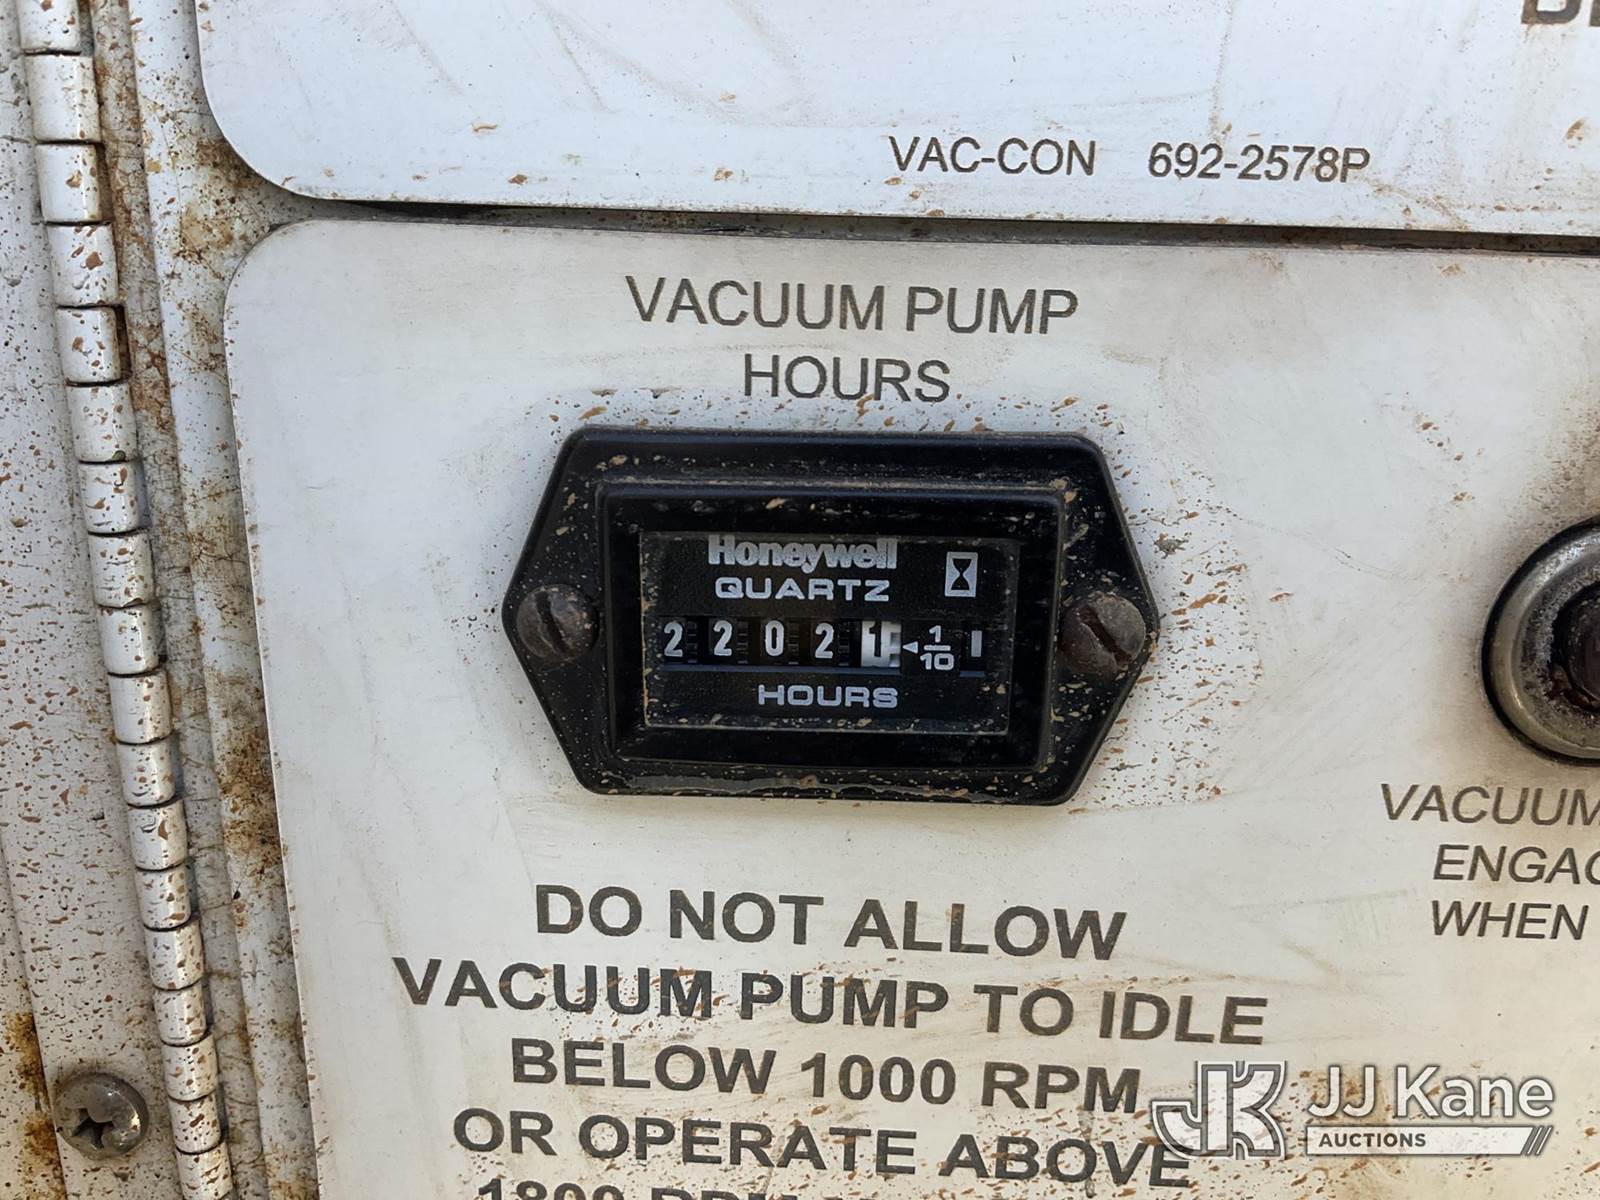 VAC-CON 692-2578P
VACUUM PUMP
HOURS
Honeywell
QUARTZ
2 2 0 2 1 1/10
HOURS
VACUUM
WHEN
DO NOT ALLOW
VACUUM PUMP TO IDLE
BELOW 1000 RPM
OR OPERATE ABOVE
JK JJ Kane
AUCTIONS